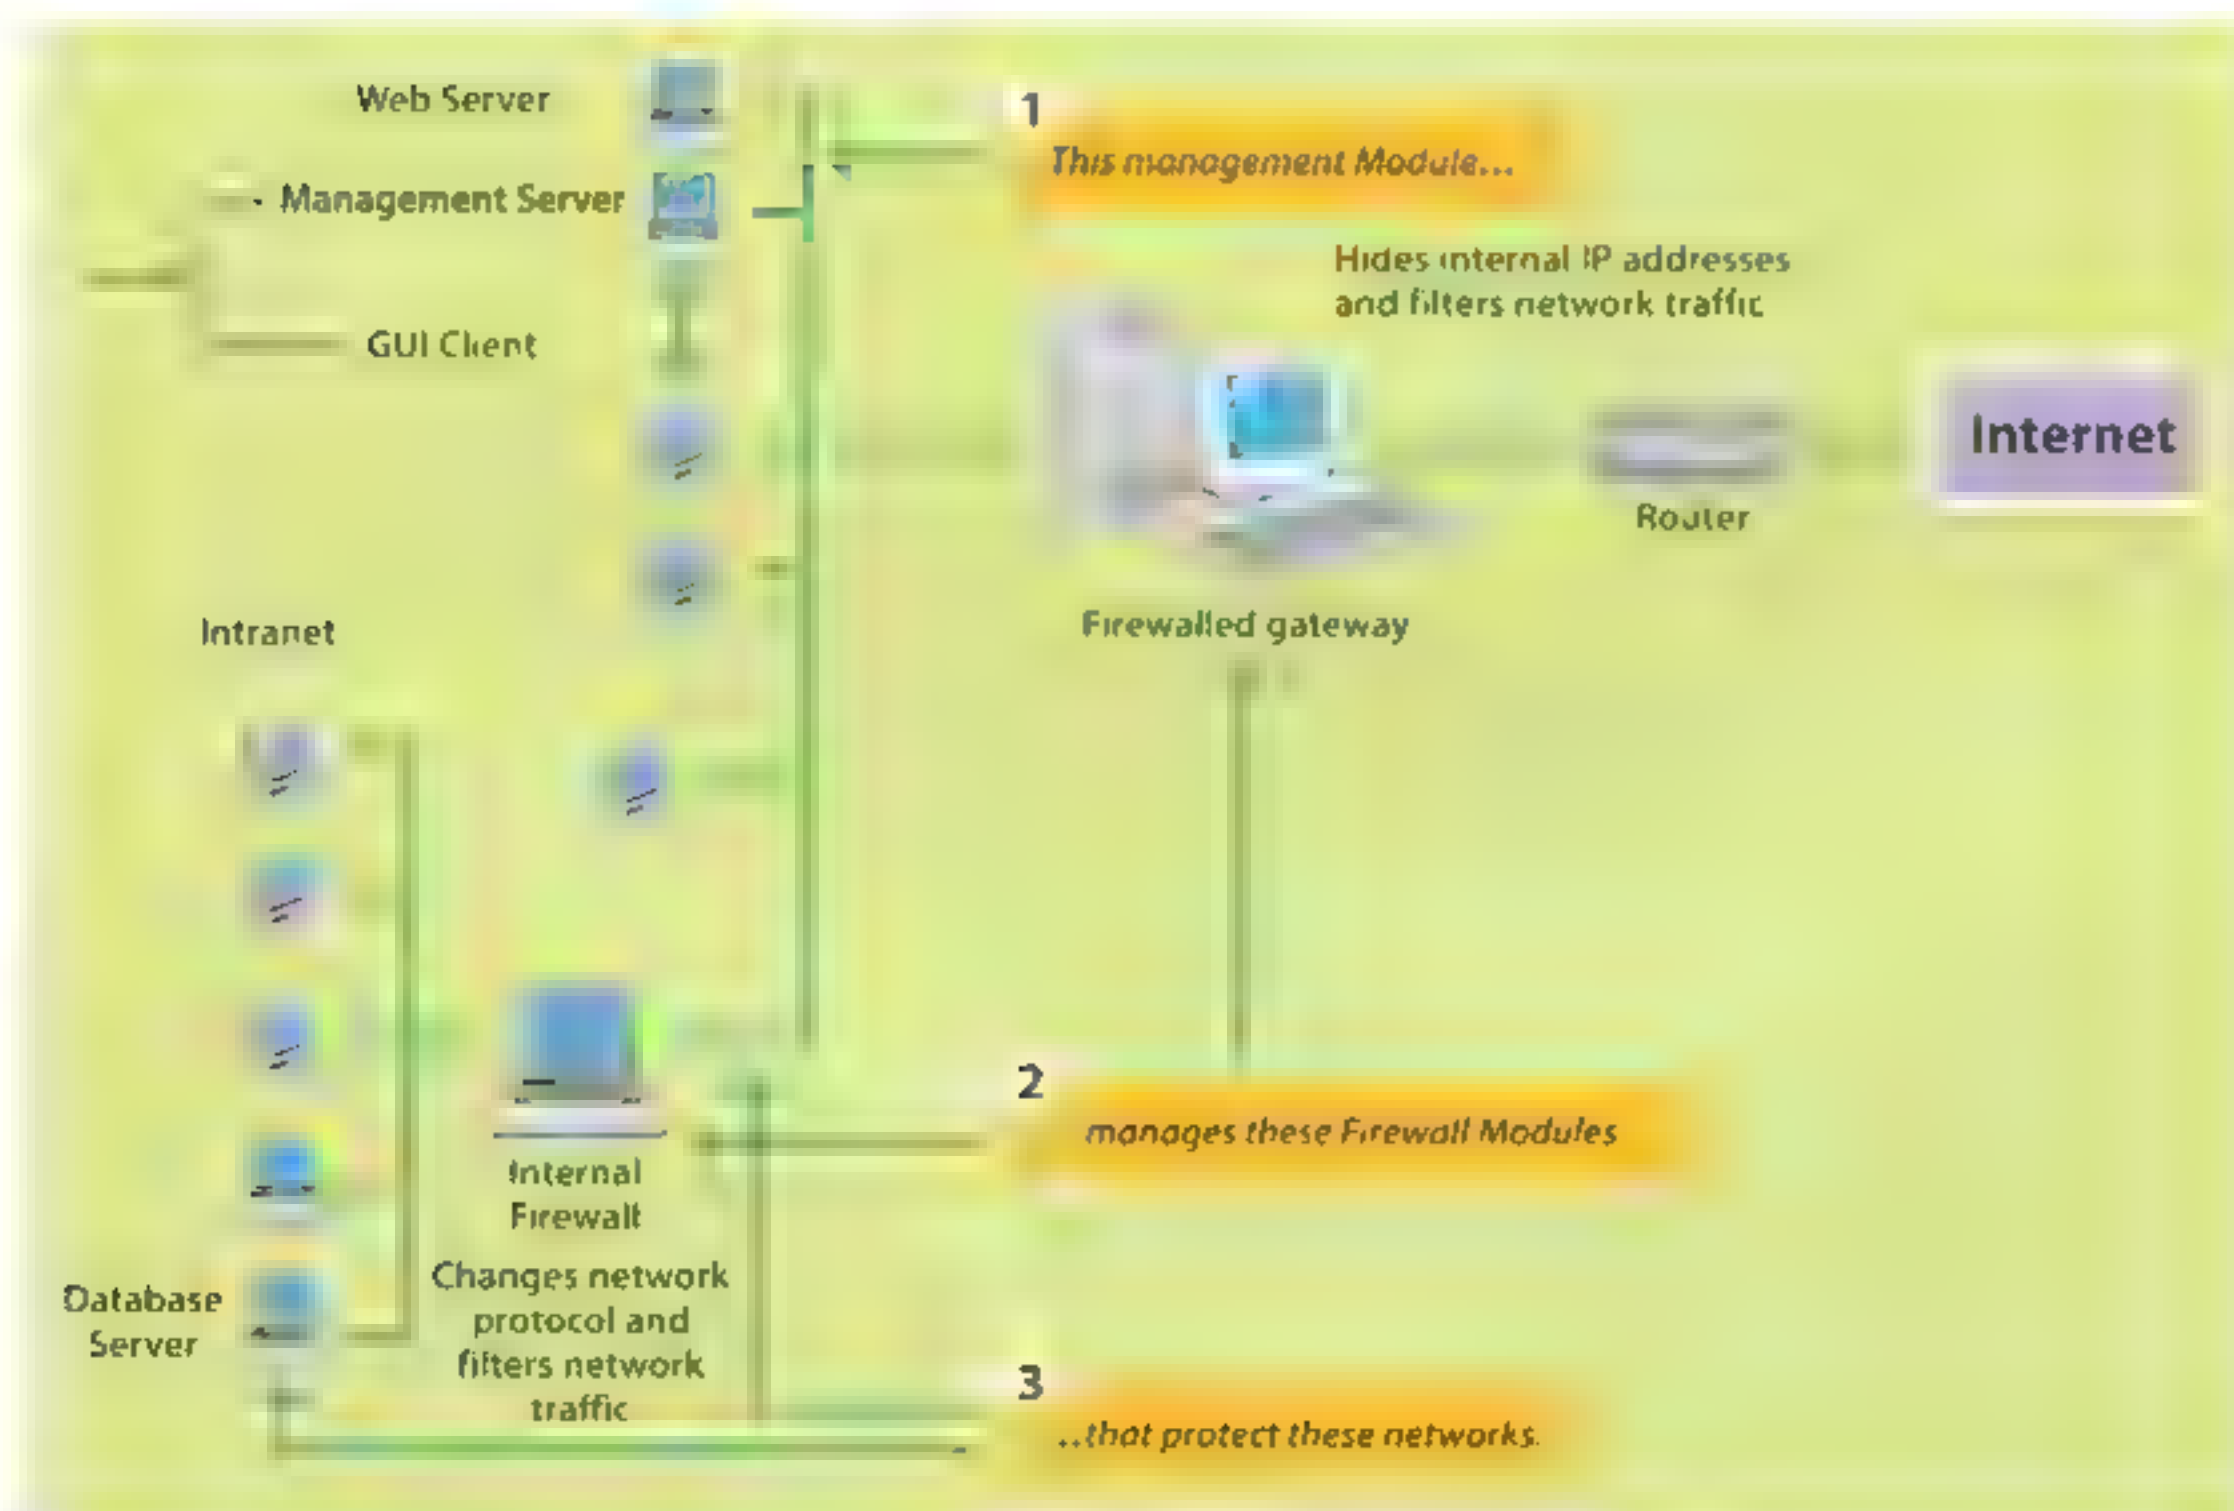 Web Server
1
This management Module...
Management Server
Hides internal IP addresses
and filters network traffic
GUI Client
Internet
Router
Firewalled gateway
Intranet
2
manages these Firewall Modules
Internal
Firewall
Changes network
protocol and
filters network
traffic
Database
Server
3
...that protect these networks.